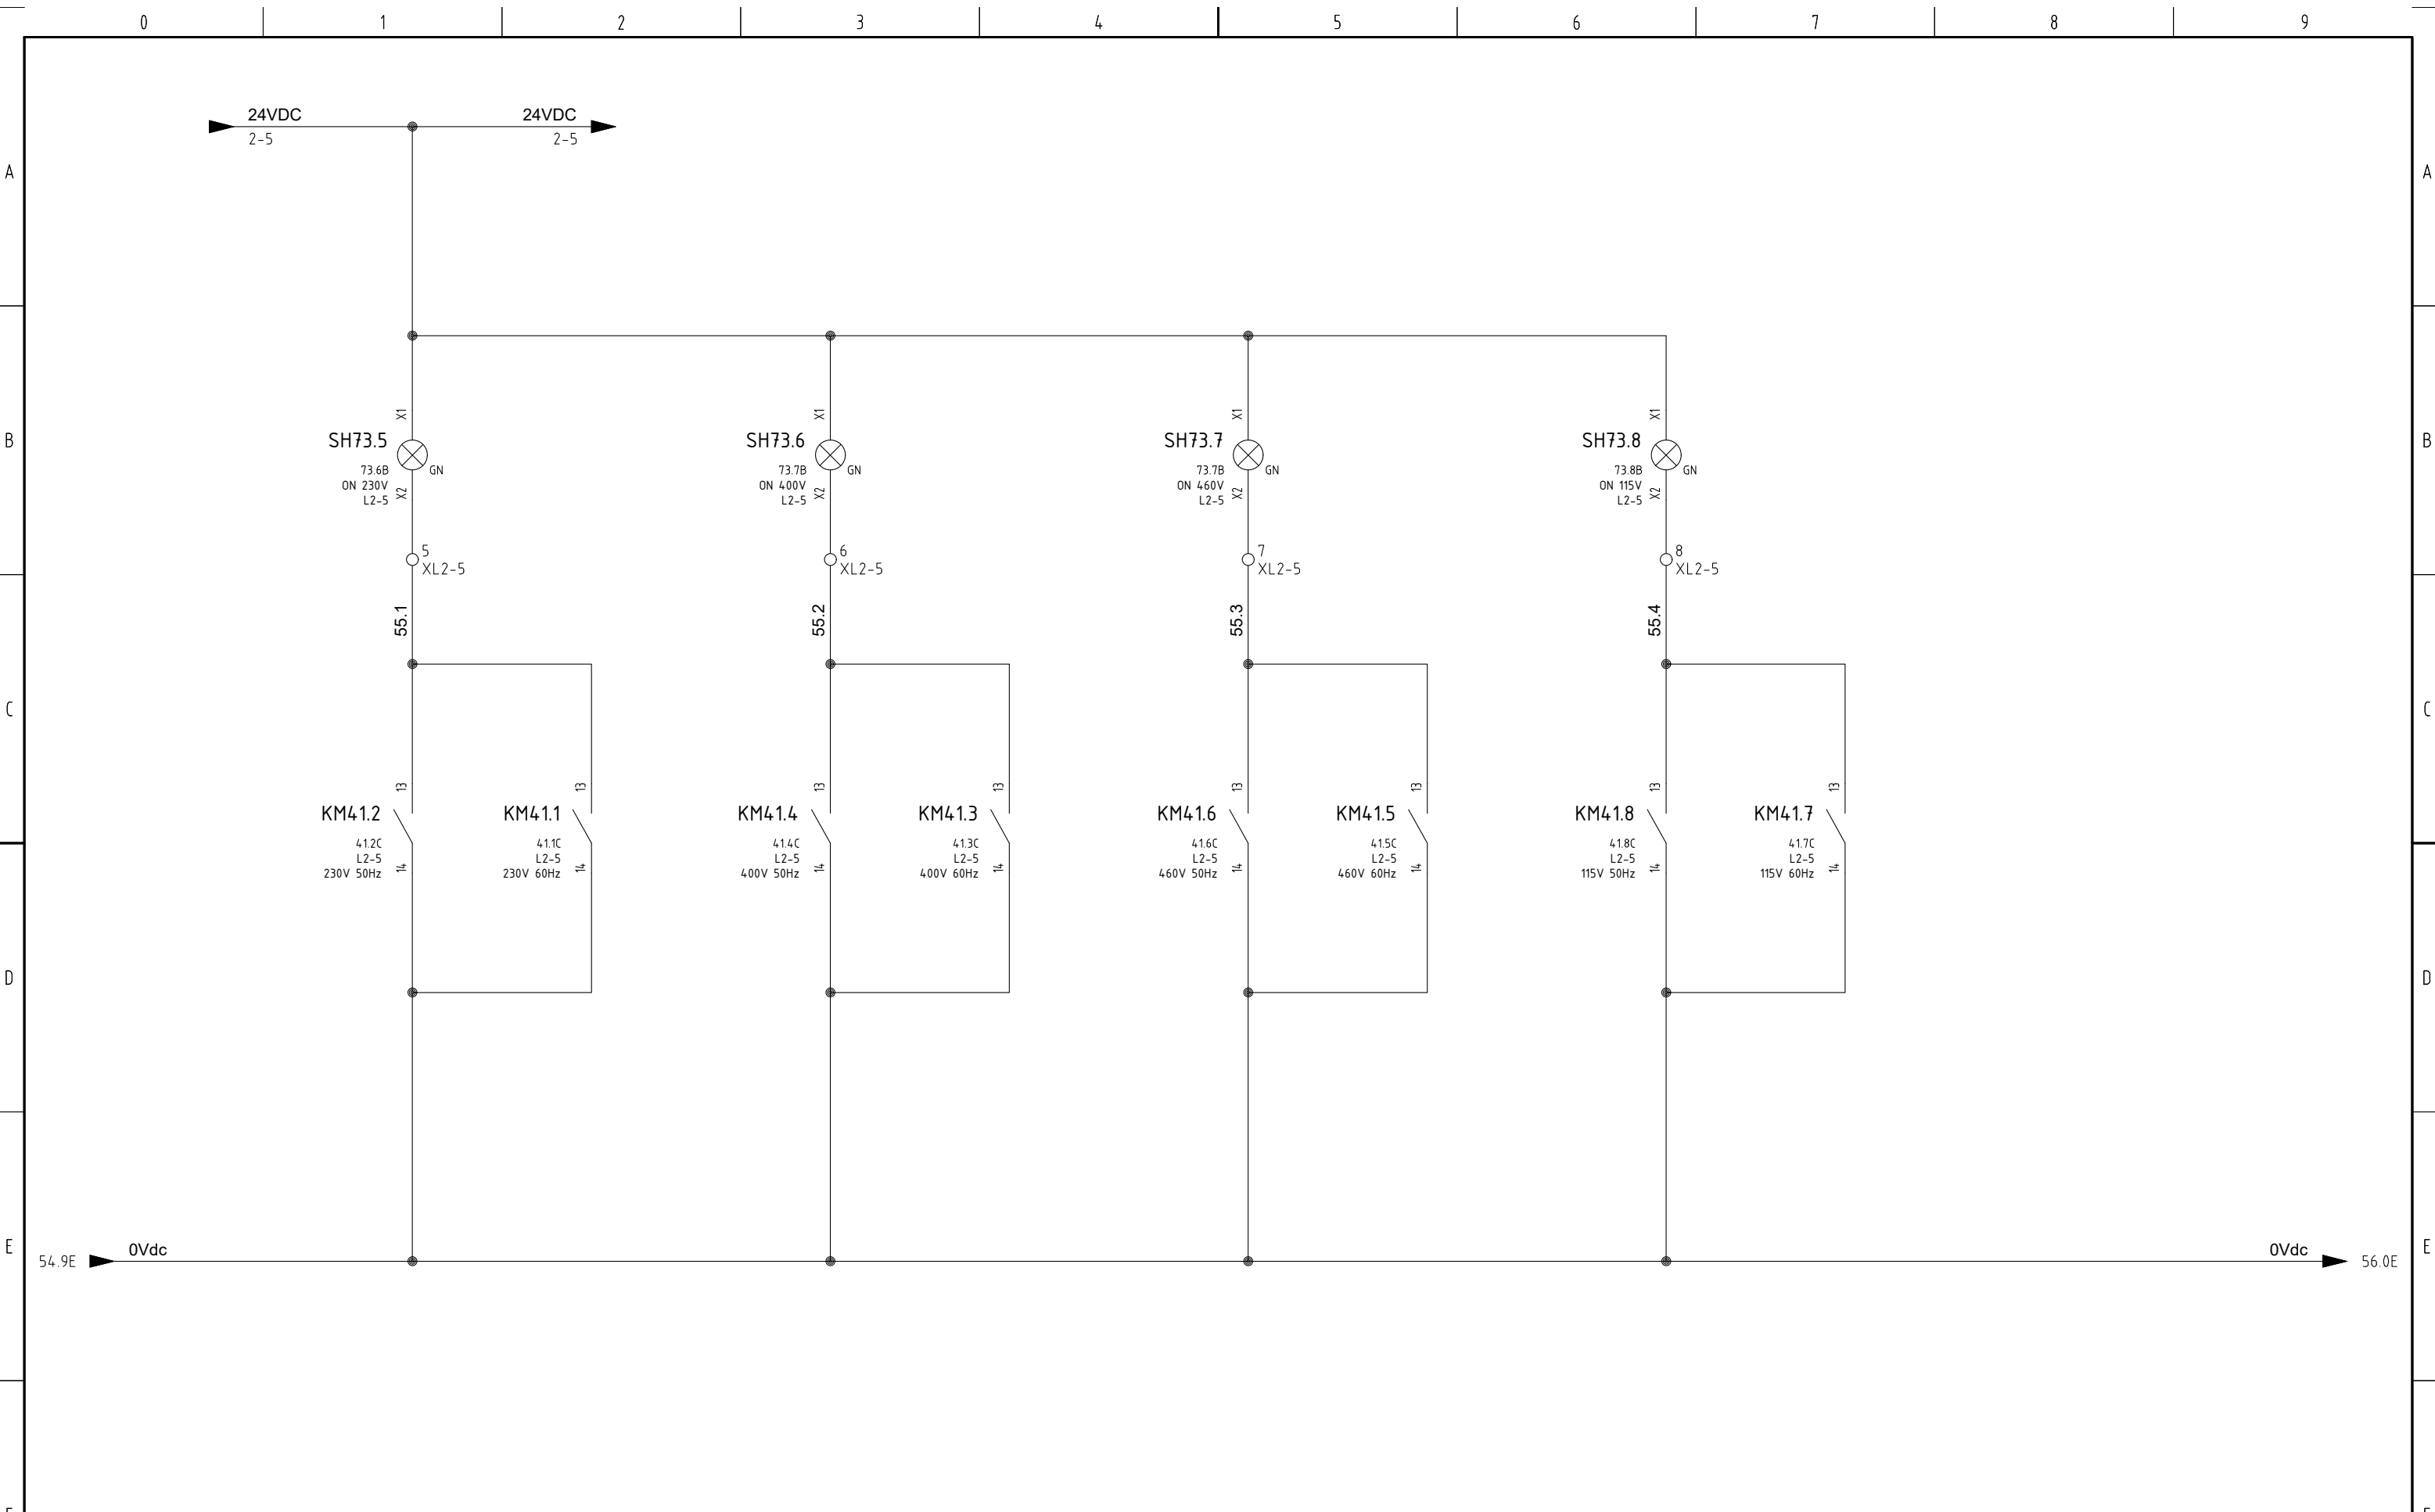 0 1 2 3 4 5 6 7 8 9
24VDC 24VDC
2-5 2-5
A A
X1 X1 X1 X1
B B
SH73.5 SH73.6 SH73.7 SH73.8
73.6B GN 73.7B GN 73.7B GN 73.8B GN
ON 230V ON 400V ON 460V ON 115V
X2 X2 X2 X2
L2-5 L2-5 L2-5 L2-5
5 6 7 8
XL2-5 XL2-5 XL2-5 XL2-5
55.1 55.2 55.3 55.4
C C
13 13 13 13 13 13 13 13
KM41.2 KM41.1 KM41.4 KM41.3 KM41.6 KM41.5 KM41.8 KM41.7
41.2C 41.1C 41.4C 41.3C 41.6C 41.5C 41.8C 41.7C
L2-5 L2-5 L2-5 L2-5 L2-5 L2-5 L2-5 L2-5
14 14 14 14 14 14 14 14
230V 50Hz 230V 60Hz 400V 50Hz 400V 60Hz 460V 50Hz 460V 60Hz 115V 50Hz 115V 60Hz
D D
E E
0Vdc 0Vdc
54.9E 56.0E